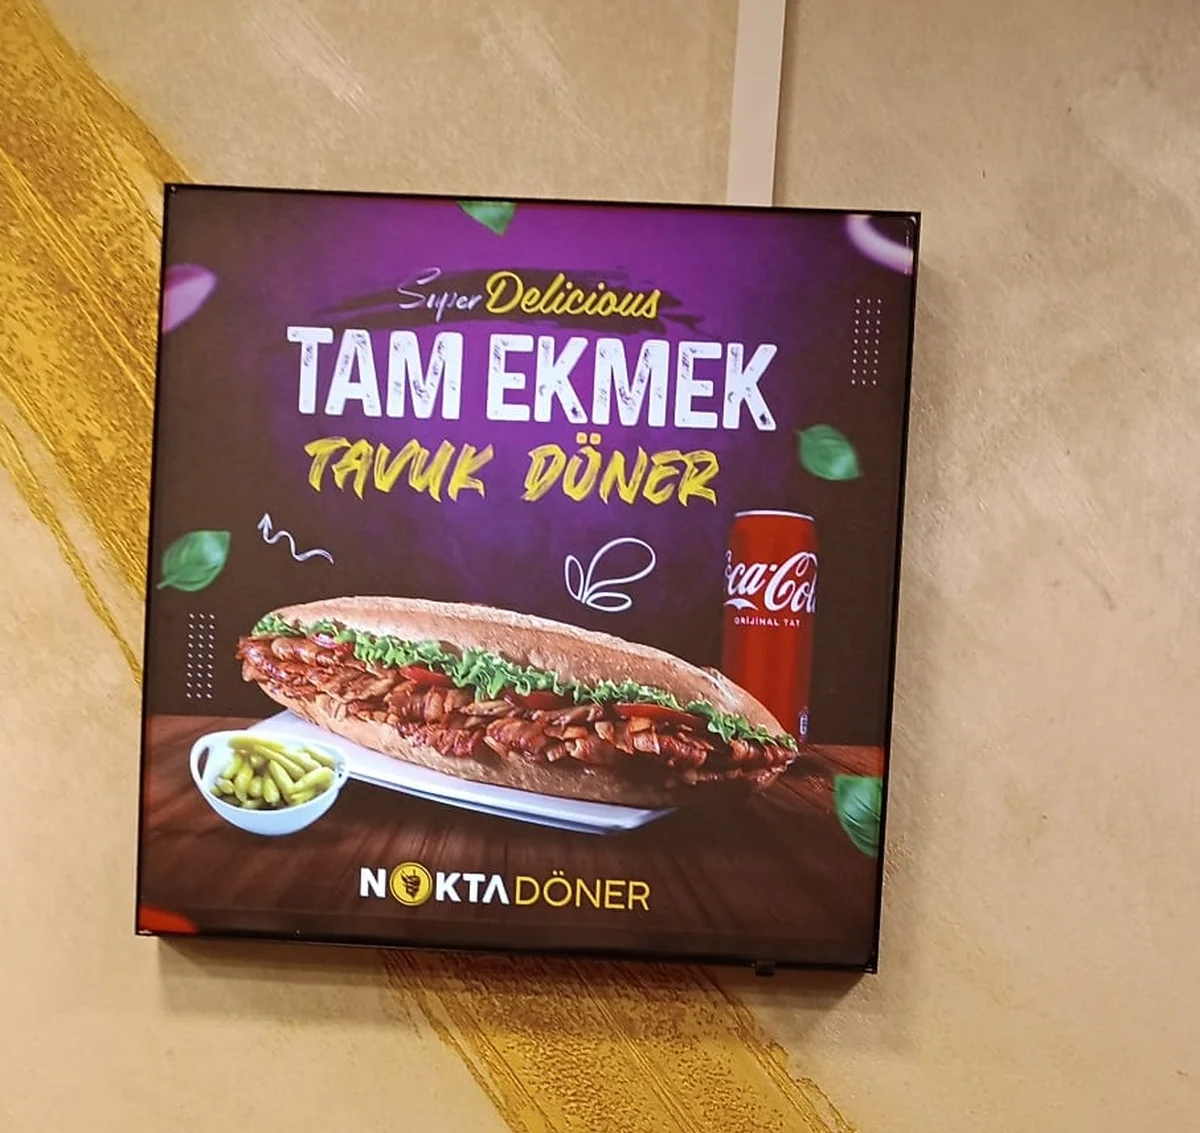 Super Delicious
TAM EKMEK
TAVUK DÖNER
Coca-Cola
ORİJİNAL TAT
NOKTA DÖNER